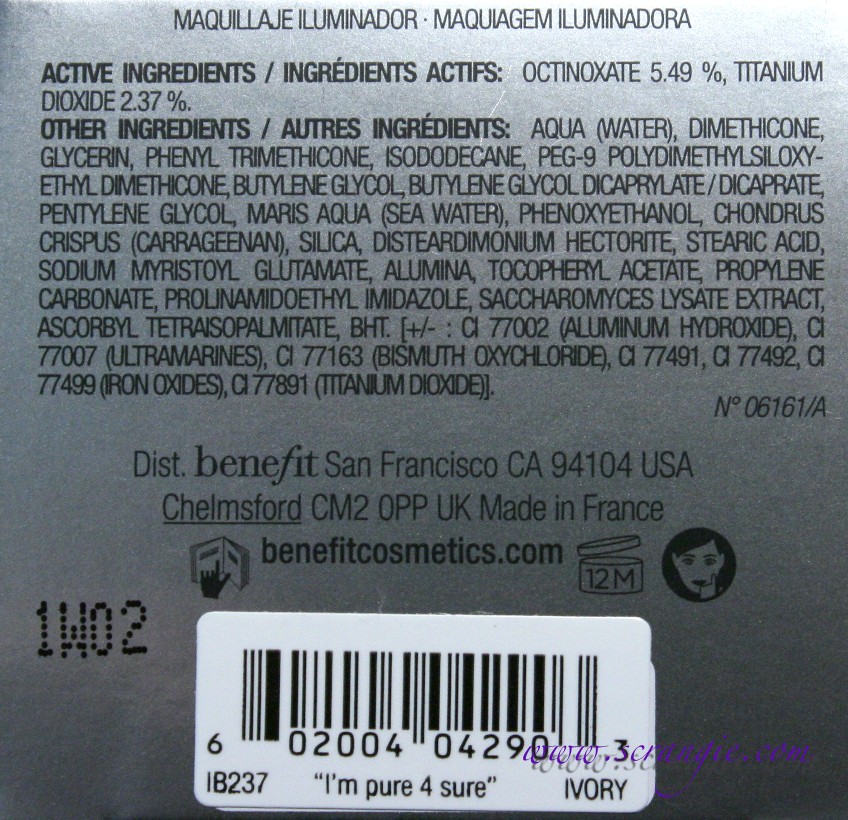 MAQUILLAJE ILUMINADOR · MAQUIAGEM ILUMINADORA
ACTIVE INGREDIENTS / INGRÉDIENTS ACTIFS: OCTINOXATE 5.49 %, TITANIUM
DIOXIDE 2.37 %.
OTHER INGREDIENTS / AUTRES INGRÉDIENTS: AQUA (WATER), DIMETHICONE,
GLYCERIN, PHENYL TRIMETHICONE, ISODODECANE, PEG-9 POLYDIMETHYLSILOXY-
ETHYL DIMETHICONE, BUTYLENE GLYCOL, BUTYLENE GLYCOL DICAPRYLATE / DICAPRATE,
PENTYLENE GLYCOL, MARIS AQUA (SEA WATER), PHENOXYETHANOL, CHONDRUS
CRISPUS (CARRAGEENAN), SILICA, DISTEARDIMONIUM HECTORITE, STEARIC ACID,
SODIUM MYRISTOYL GLUTAMATE, ALUMINA, TOCOPHERYL ACETATE, PROPYLENE
CARBONATE, PROLINAMIDOETHYL IMIDAZOLE, SACCHAROMYCES LYSATE EXTRACT,
ASCORBYL TETRAISOPALMITATE, BHT. [+/- : CI 77002 (ALUMINUM HYDROXIDE), CI
77007 (ULTRAMARINES), CI 77163 (BISMUTH OXYCHLORIDE), CI 77491, CI 77492, CI
77499 (IRON OXIDES), CI 77891 (TITANIUM DIOXIDE)].
N° 06161/A
Dist. benefit San Francisco CA 94104 USA
Chelmsford CM2 0PP UK Made in France
benefitcosmetics.com
12M
1W02
6 02004 04290 3
www.scrangie.com
IB237 "I'm pure 4 sure" IVORY